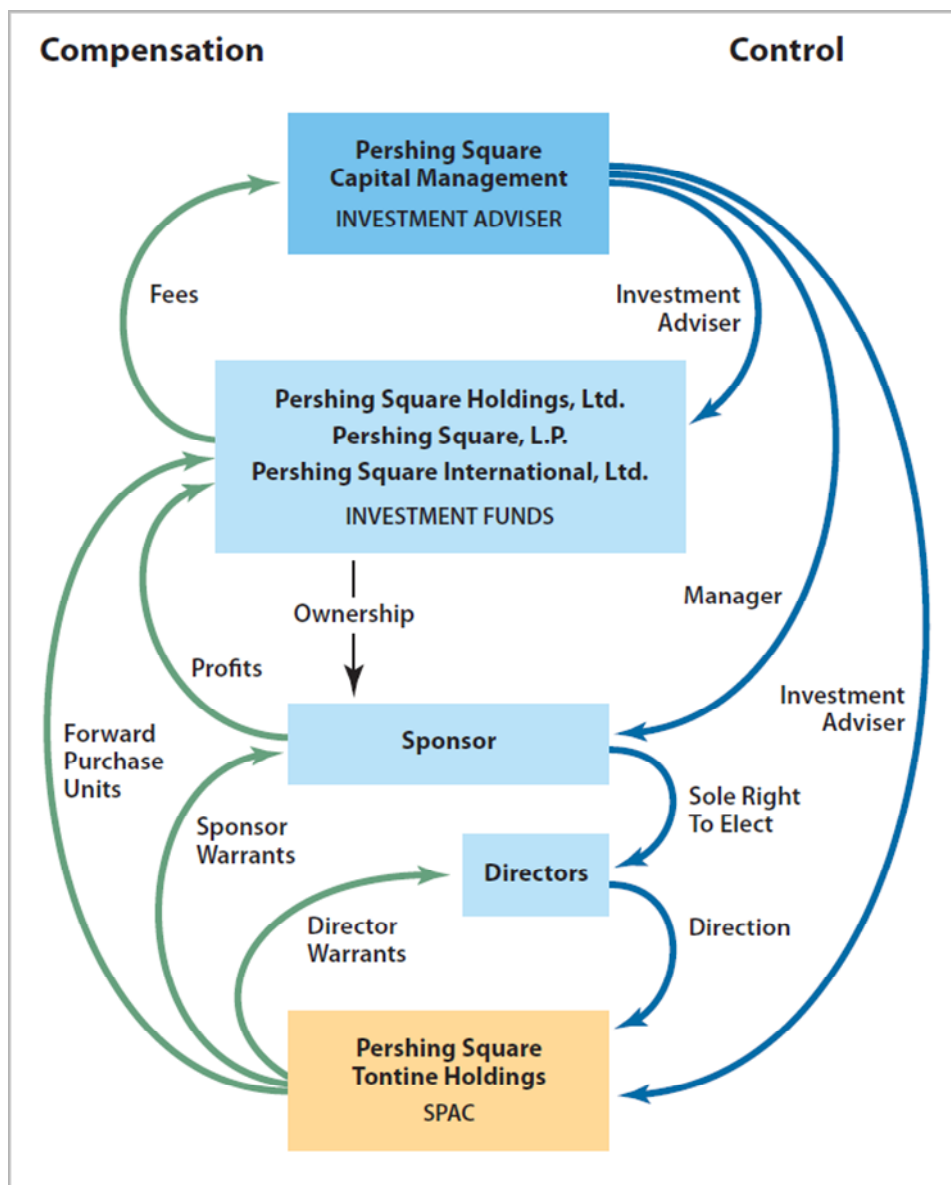 Compensation
Control
Pershing Square
Capital Management
INVESTMENT ADVISER
Fees
Investment
Adviser
Pershing Square Holdings, Ltd.
Pershing Square, L.P.
Pershing Square International, Ltd.
INVESTMENT FUNDS
Ownership
Manager
Profits
Investment
Adviser
Forward
Purchase
Units
Sponsor
Sole Right
To Elect
Sponsor
Warrants
Directors
Director
Warrants
Direction
Pershing Square
Tontine Holdings
SPAC